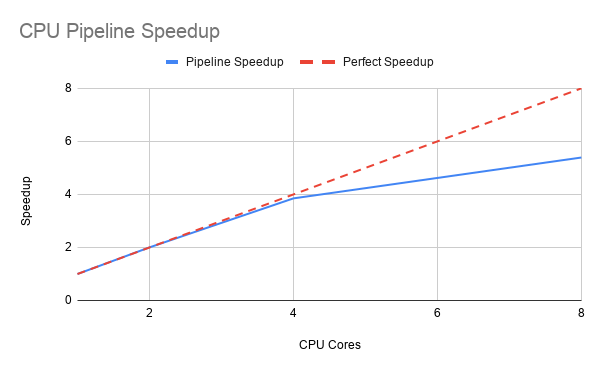 CPU Pipeline Speedup
Pipeline Speedup
Perfect Speedup
8
6
4
2
0
Speedup
2
4
6
8
CPU Cores